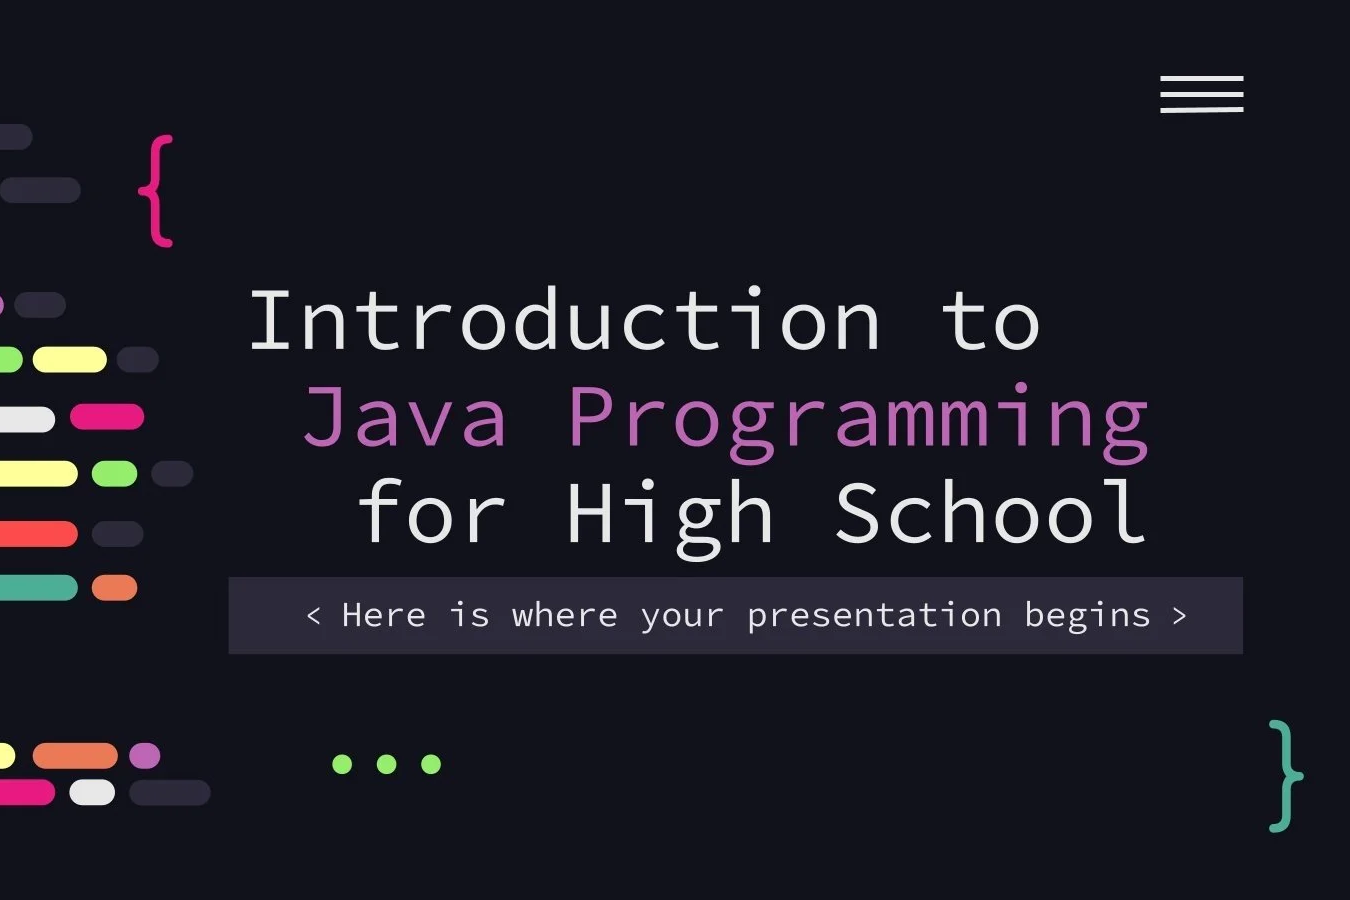 {
Introduction to
Java Programming
for High School
< Here is where your presentation begins >
}